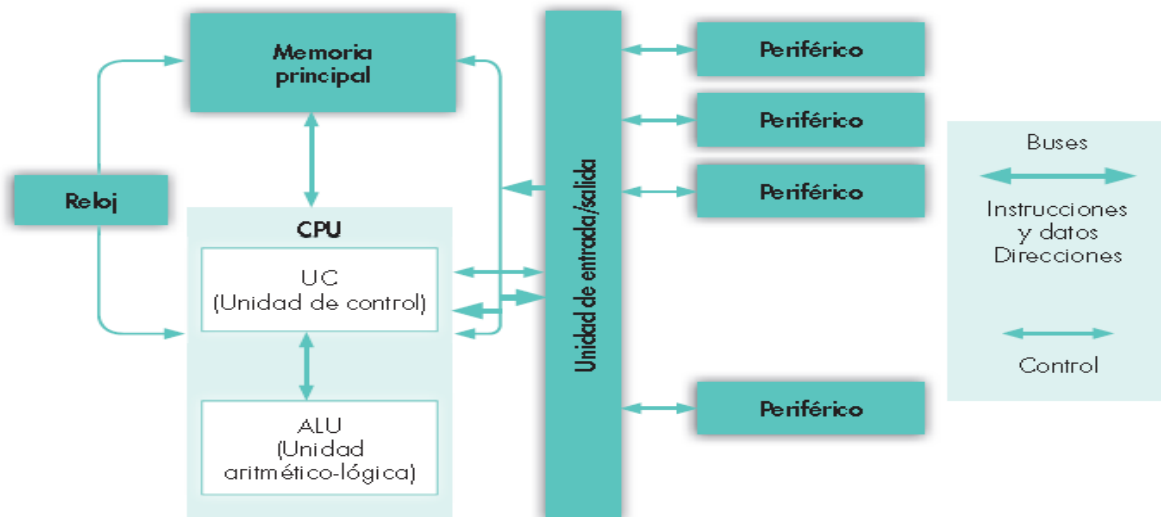 Memoria
principal
Reloj
CPU
UC
(Unidad de control)
ALU
(Unidad
aritmético-lógica)
Unidad de entrada/salida
Periférico
Periférico
Periférico
Periférico
Buses
Instrucciones
y datos
Direcciones
Control